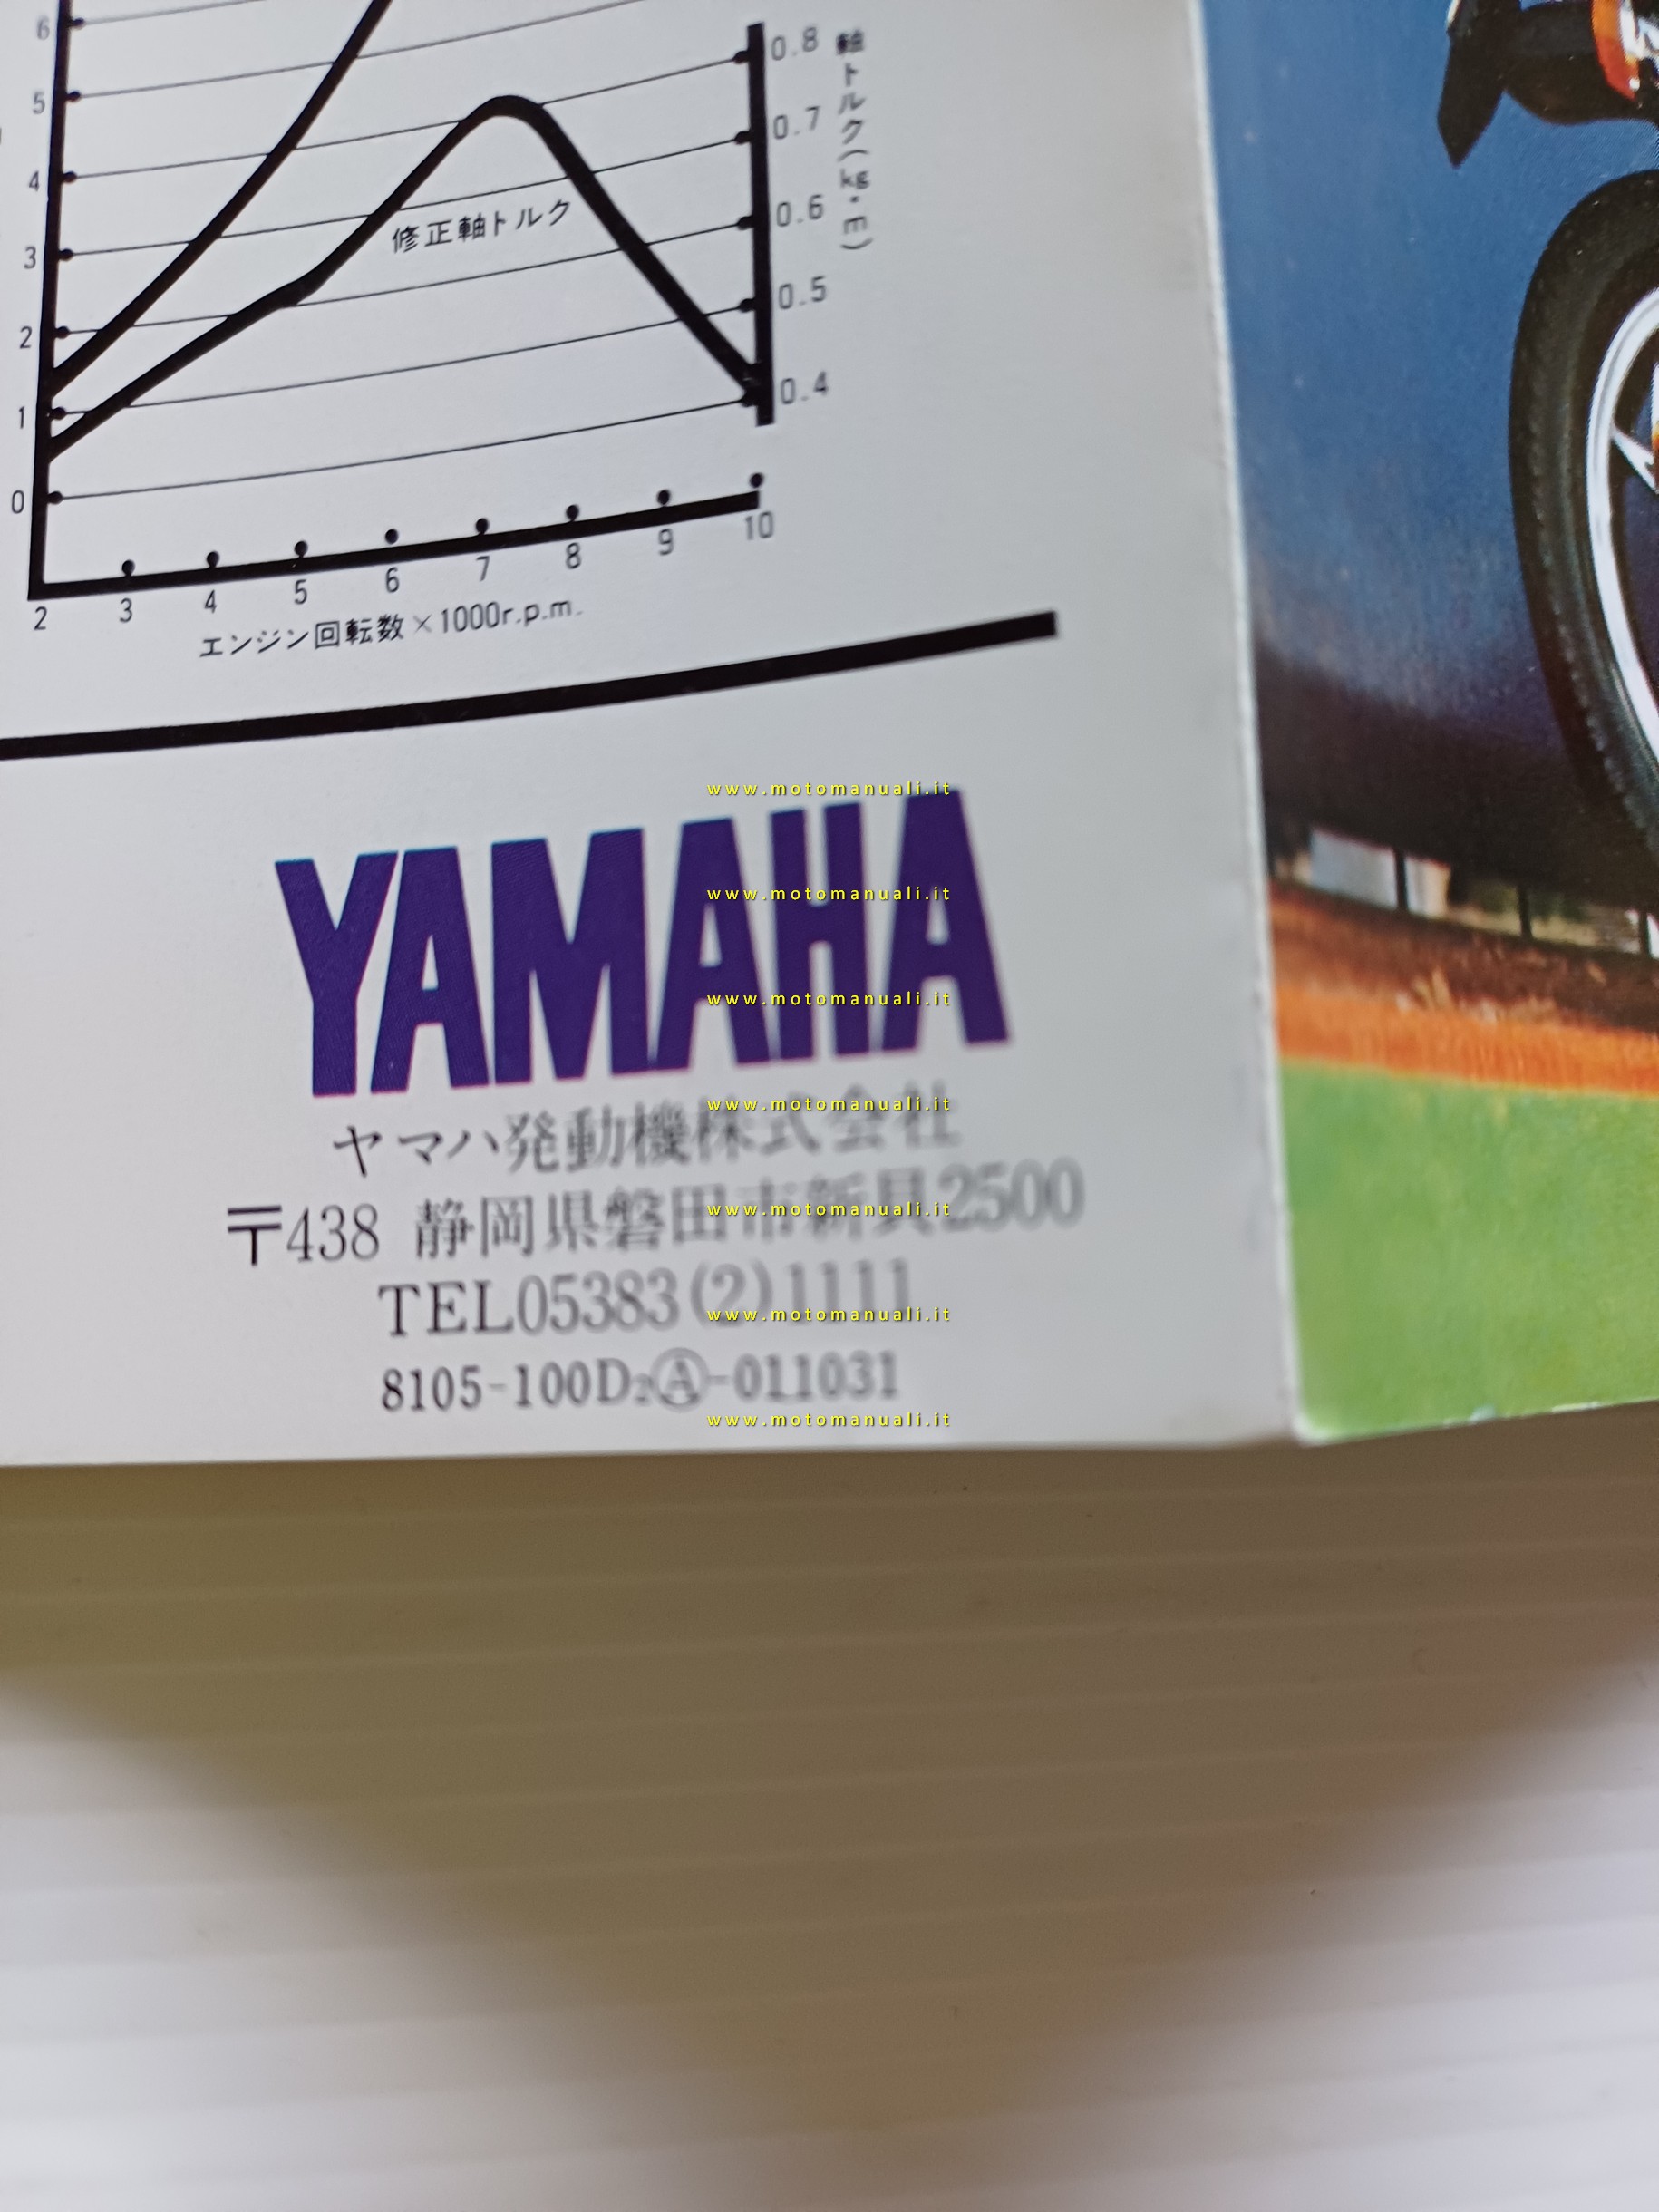 6
5
4
3
2
1
0
0.8
0.7
0.6
0.5
0.4
軸トルク(kg・m)
修正軸トルク
2 3 4 5 6 7 8 9 10
エンジン回転数×1000r.p.m.
www.motomanuali.it
YAMAHA
www.motomanuali.it
www.motomanuali.it
www.motomanuali.it
ヤマハ発動機株式会社
〒438 静岡県磐田市新貝2500
www.motomanuali.it
TEL05383(2)1111
www.motomanuali.it
8105-100D₂Ⓐ-011031
www.motomanuali.it